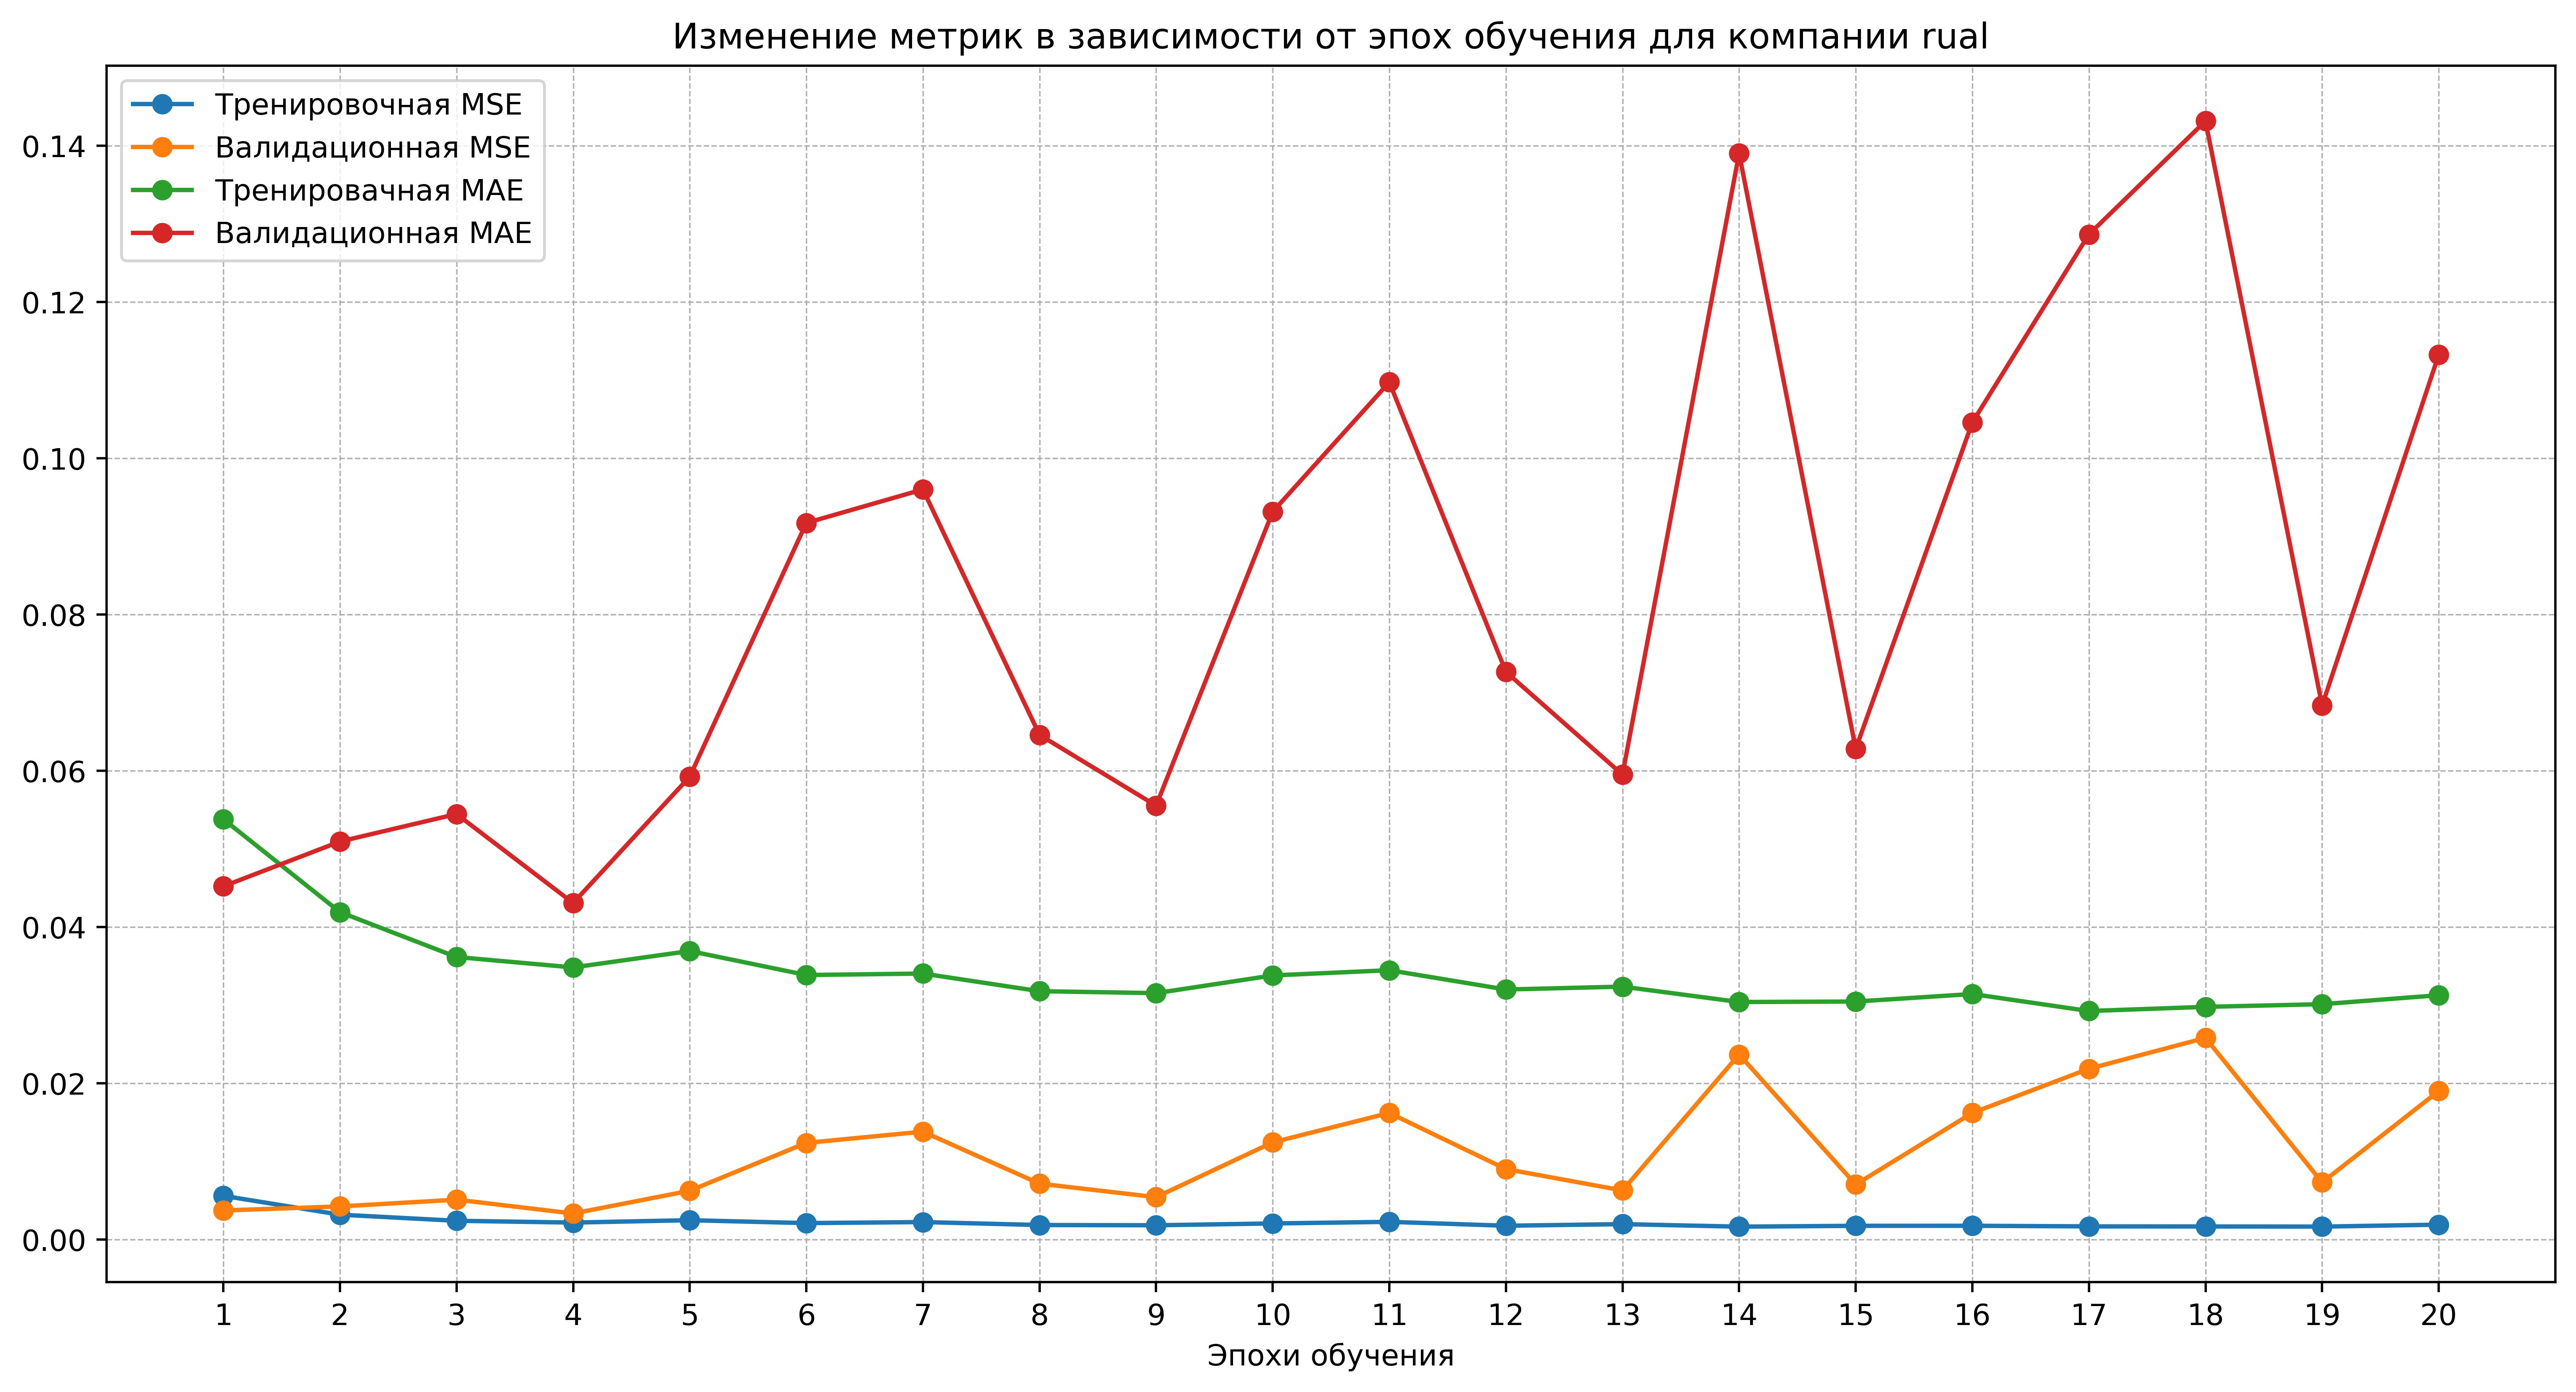 Изменение метрик в зависимости от эпох обучения для компании rual
Тренировочная MSE
Валидационная MSE
Тренировачная MAE
Валидационная MAE
0.14
0.12
0.10
0.08
0.06
0.04
0.02
0.00
1 2 3 4 5 6 7 8 9 10 11 12 13 14 15 16 17 18 19 20
Эпохи обучения